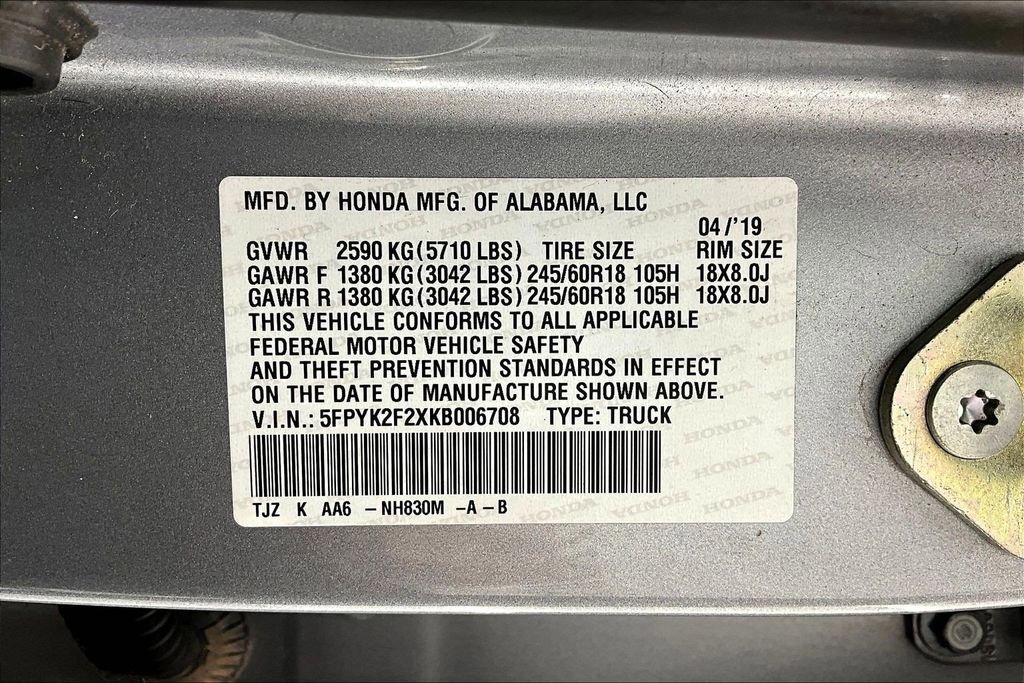 MFD. BY HONDA MFG. OF ALABAMA, LLC
04/'19
GVWR 2590 KG (5710 LBS) TIRE SIZE RIM SIZE
GAWR F 1380 KG (3042 LBS) 245/60R18 105H 18X8.0J
GAWR R 1380 KG (3042 LBS) 245/60R18 105H 18X8.0J
THIS VEHICLE CONFORMS TO ALL APPLICABLE
FEDERAL MOTOR VEHICLE SAFETY
AND THEFT PREVENTION STANDARDS IN EFFECT
ON THE DATE OF MANUFACTURE SHOWN ABOVE.
V.I.N.: 5FPYK2F2XKB006708 TYPE: TRUCK
TJZ K AA6 -NH830M -A -B